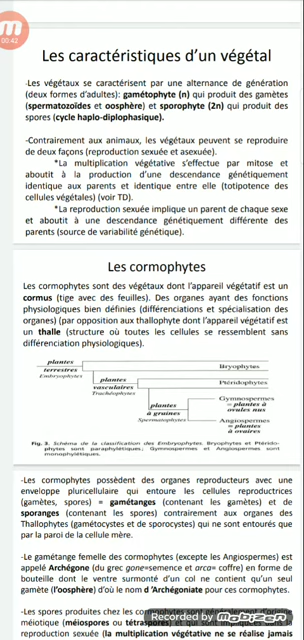 00:42
Les caractéristiques d'un végétal
-Les végétaux se caractérisent par une alternance de génération
(deux formes d'adultes): gamétophyte (n) qui produit des gamètes
(spermatozoïdes et oosphère) et sporophyte (2n) qui produit des
spores (cycle haplo-diplophasique).
-Contrairement aux animaux, les végétaux peuvent se reproduire
de deux façons (reproduction sexuée et asexuée).
*La multiplication végétative s'effectue par mitose et
aboutit à la production d'une descendance génétiquement
identique aux parents et identique entre elle (totipotence des
cellules végétales) (voir TD).
*La reproduction sexuée implique un parent de chaque sexe
et aboutit à une descendance génétiquement différente des
parents (source de variabilité génétique).
Les cormophytes
Les cormophytes sont des végétaux dont l'appareil végétatif est un
cormus (tige avec des feuilles). Des organes ayant des fonctions
physiologiques bien définies (différenciations et spécialisation des
organes) (par opposition aux thallophyte dont l'appareil végétatif est
un thalle (structure où toutes les cellules se ressemblent sans
différenciation physiologiques).
plantes
terrestres
Embryophytes
Bryophytes
plantes
vasculaires
Trachéophytes
Ptéridophytes
plantes
à graines
Spermatophytes
Gymnospermes
= plantes à
ovules nus
Angiospermes
= plantes
à ovaires
Fig. 3. Schéma de la classification des Embryophytes. Bryophytes et Ptérido-
phytes sont paraphylétiques; Gymnospermes et Angiospermes sont
monophylétiques.
-Les cormophytes possèdent des organes reproducteurs avec une
enveloppe pluricellulaire qui entoure les cellules reproductrices
(gamètes, spores) = gamétanges (contenant les gamètes) et de
sporanges (contenant les spores) contrairement aux organes des
Thallophytes (gamétocystes et de sporocystes) qui ne sont entourés que
par la paroi de la cellule mère.
-Le gamétange femelle des cormophytes (excepte les Angiospermes) est
appelé Archégone (du grec gone=semence et arca= coffre) en forme de
bouteille dont le ventre surmonté d'un col ne contient qu'un seul
gamète (l'oosphère) d'où le nom d'Archégoniate pour ces cormophytes.
-Les spores produites chez les cormophytes sont généralement d'origine
méiotique (méiospores ou tétraspores)
reproduction sexuée (la multiplication végétative ne se réalise jamais
Recorded by mobizen